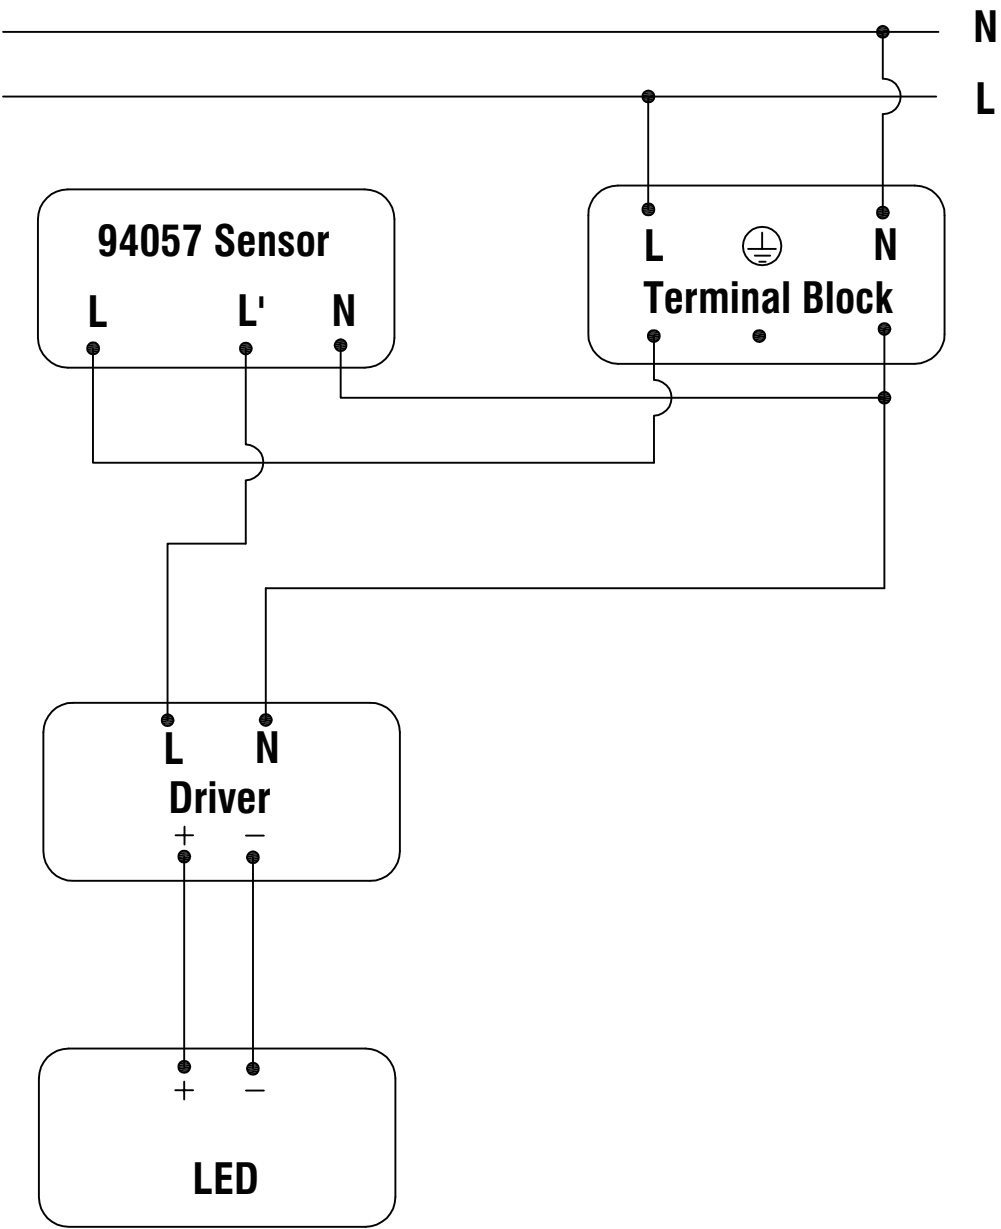 N
L
94057 Sensor
L L' N
L N
Terminal Block
L N
Driver
+ −
+ −
LED